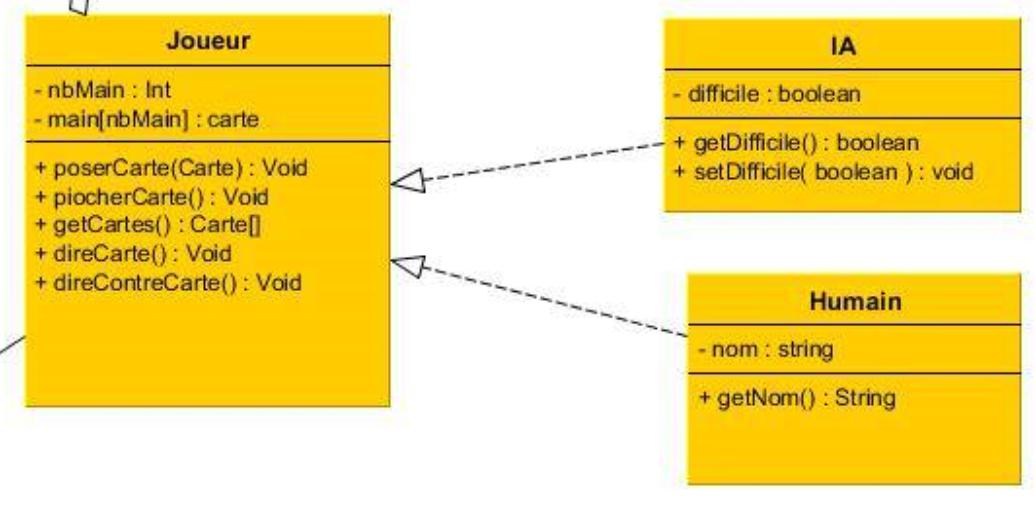 Joueur
- nbMain : Int
- main[nbMain] : carte
+ poserCarte(Carte) : Void
+ piocherCarte() : Void
+ getCartes() : Carte[]
+ direCarte() : Void
+ direContreCarte() : Void
IA
- difficile : boolean
+ getDifficile() : boolean
+ setDifficile( boolean ) : void
Humain
- nom : string
+ getNom() : String